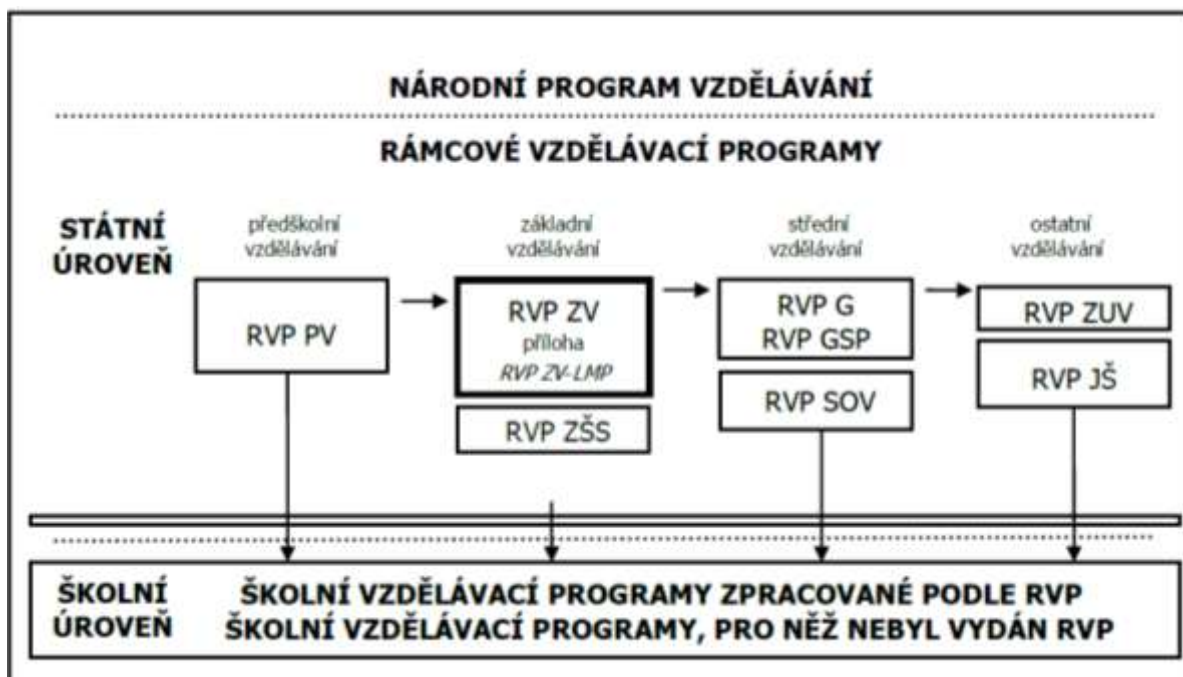 NÁRODNÍ PROGRAM VZDĚLÁVÁNÍ
RÁMCOVÉ VZDĚLÁVACÍ PROGRAMY
STÁTNÍ
ÚROVEŇ
předškolní
vzdělávání
základní
vzdělávání
střední
vzdělávání
ostatní
vzdělávání
RVP PV
RVP ZV
příloha
RVP ZV-LMP
RVP ZŠS
RVP G
RVP GSP
RVP SOV
RVP ZUV
RVP JŠ
ŠKOLNÍ
ÚROVEŇ
ŠKOLNÍ VZDĚLÁVACÍ PROGRAMY ZPRACOVANÉ PODLE RVP
ŠKOLNÍ VZDĚLÁVACÍ PROGRAMY, PRO NĚŽ NEBYL VYDÁN RVP